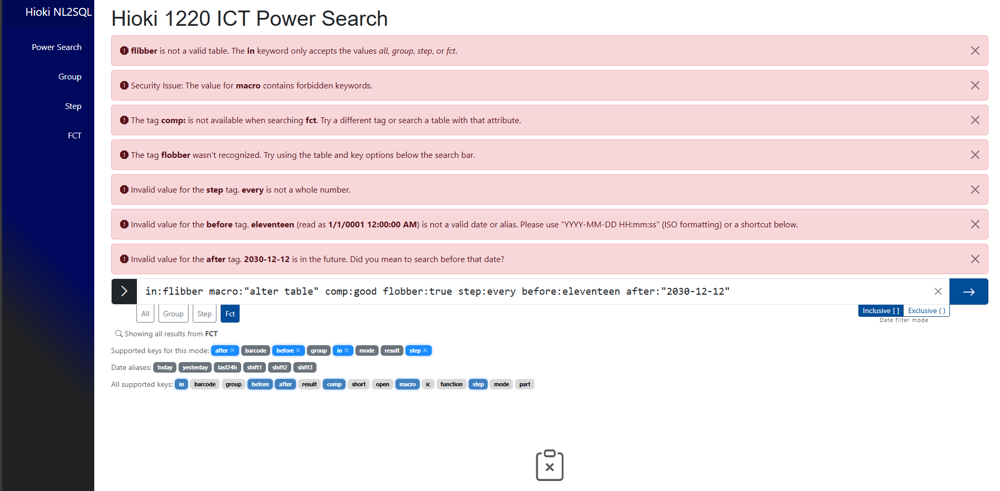 Hioki NL2SQL
Power Search
Group
Step
FCT
Hioki 1220 ICT Power Search
flibber is not a valid table. The in keyword only accepts the values all, group, step, or fct.
Security Issue: The value for macro contains forbidden keywords.
The tag comp: is not available when searching fct. Try a different tag or search a table with that attribute.
The tag flobber wasn't recognized. Try using the table and key options below the search bar.
Invalid value for the step tag. every is not a whole number.
Invalid value for the before tag. eleventeen (read as 1/1/0001 12:00:00 AM) is not a valid date or alias. Please use "YYYY-MM-DD HH:mm:ss" (ISO formatting) or a shortcut below.
Invalid value for the after tag. 2030-12-12 is in the future. Did you mean to search before that date?
in:flibber macro:"alter table" comp:good flobber:true step:every before:eleventeen after:"2030-12-12"
All Group Step Fct
Inclusive [ ] Exclusive ( )
Date filter mode
Showing all results from FCT
Supported keys for this mode: after barcode before group in mode result step
Date aliases: today yesterday last24h shift1 shift2 shift3
All supported keys: in barcode group before after result comp short open macro ic function step mode part